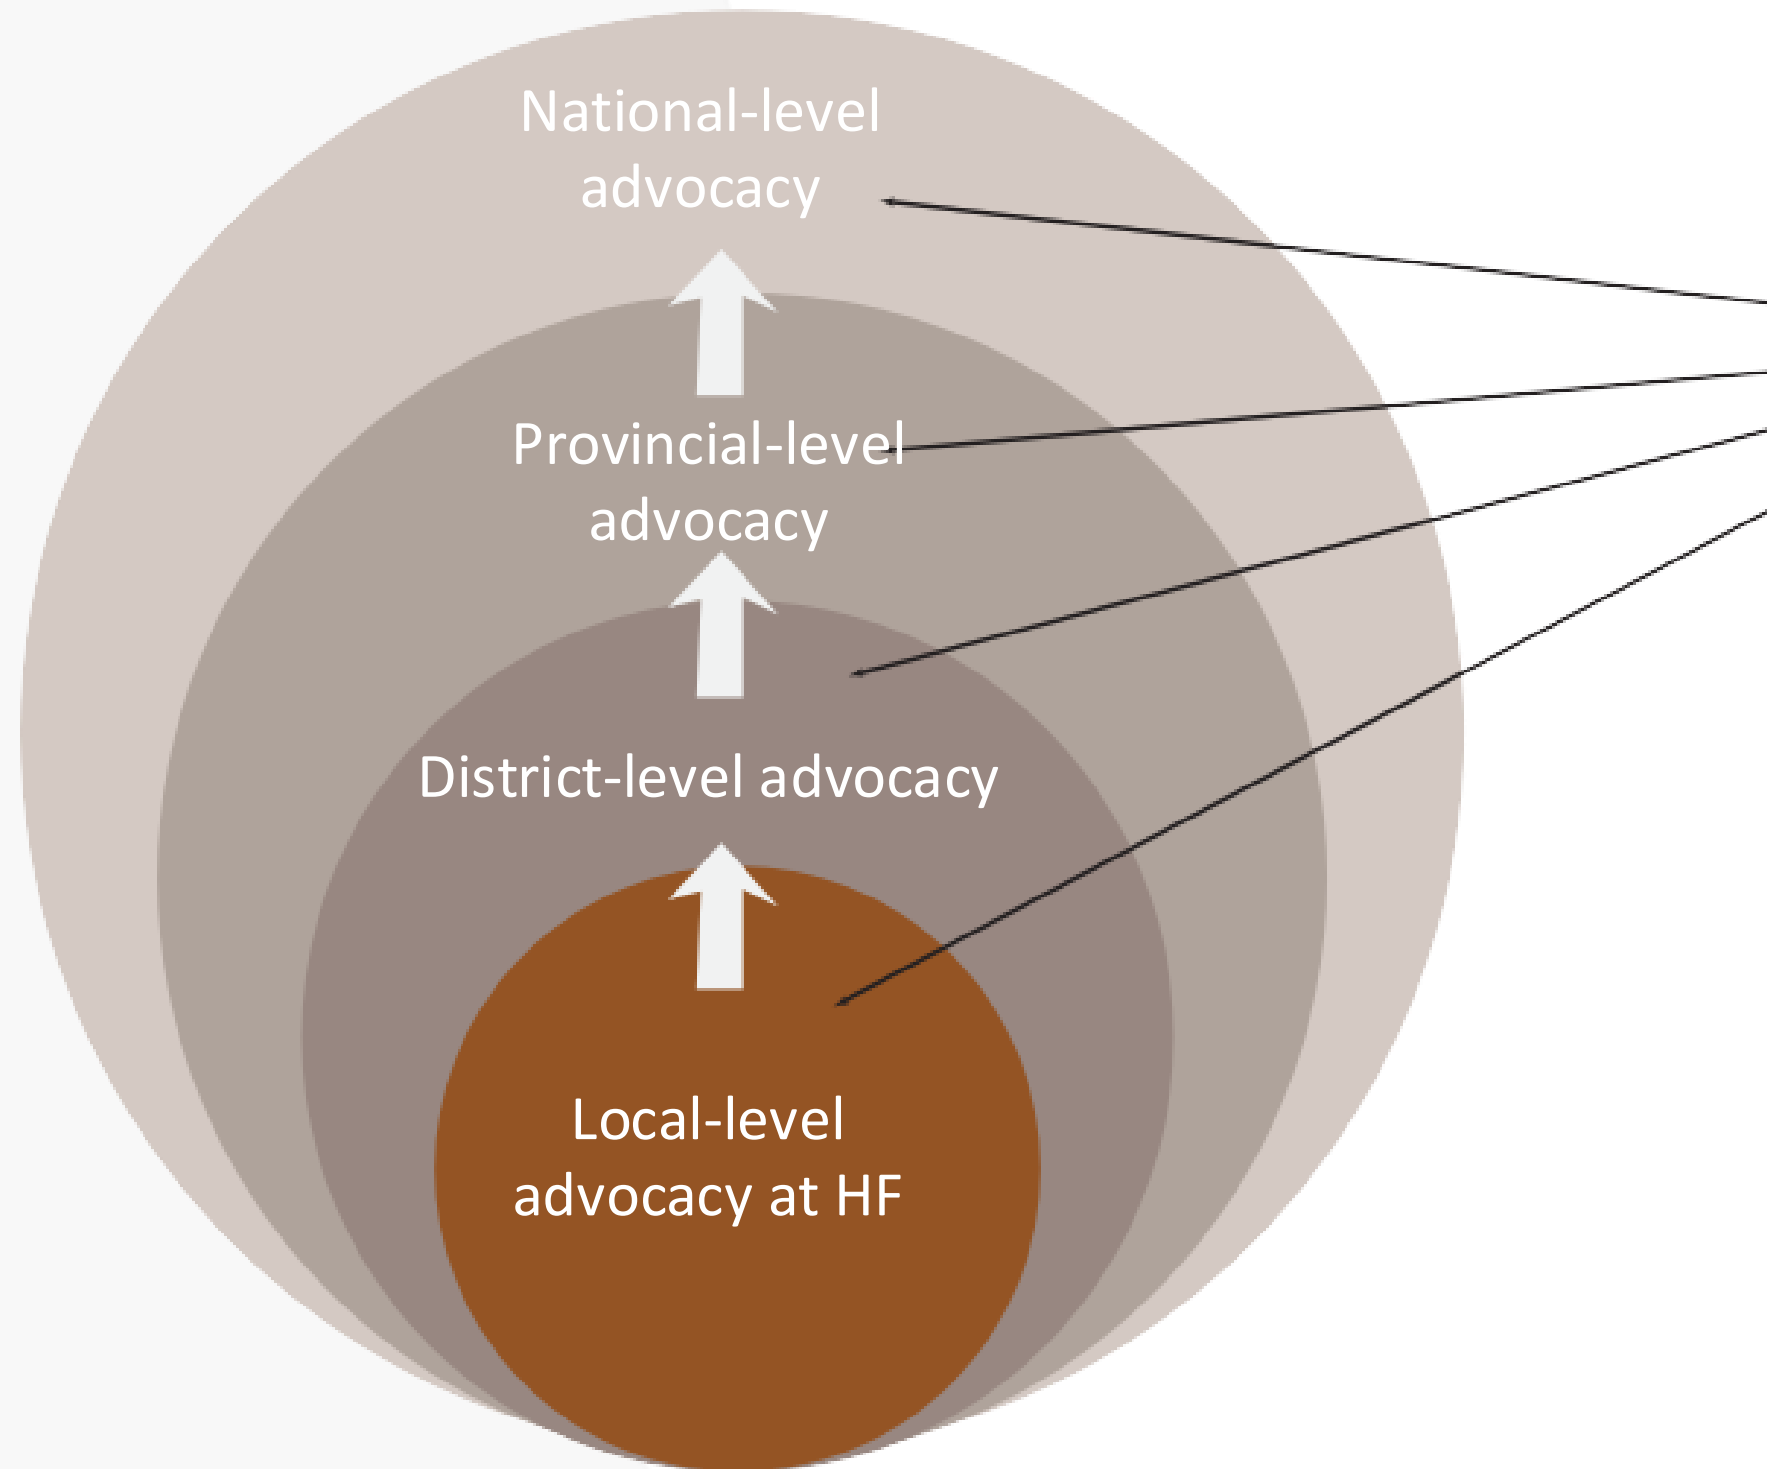 National-level
advocacy
Provincial-level
advocacy
District-level advocacy
Local-level
advocacy at HF